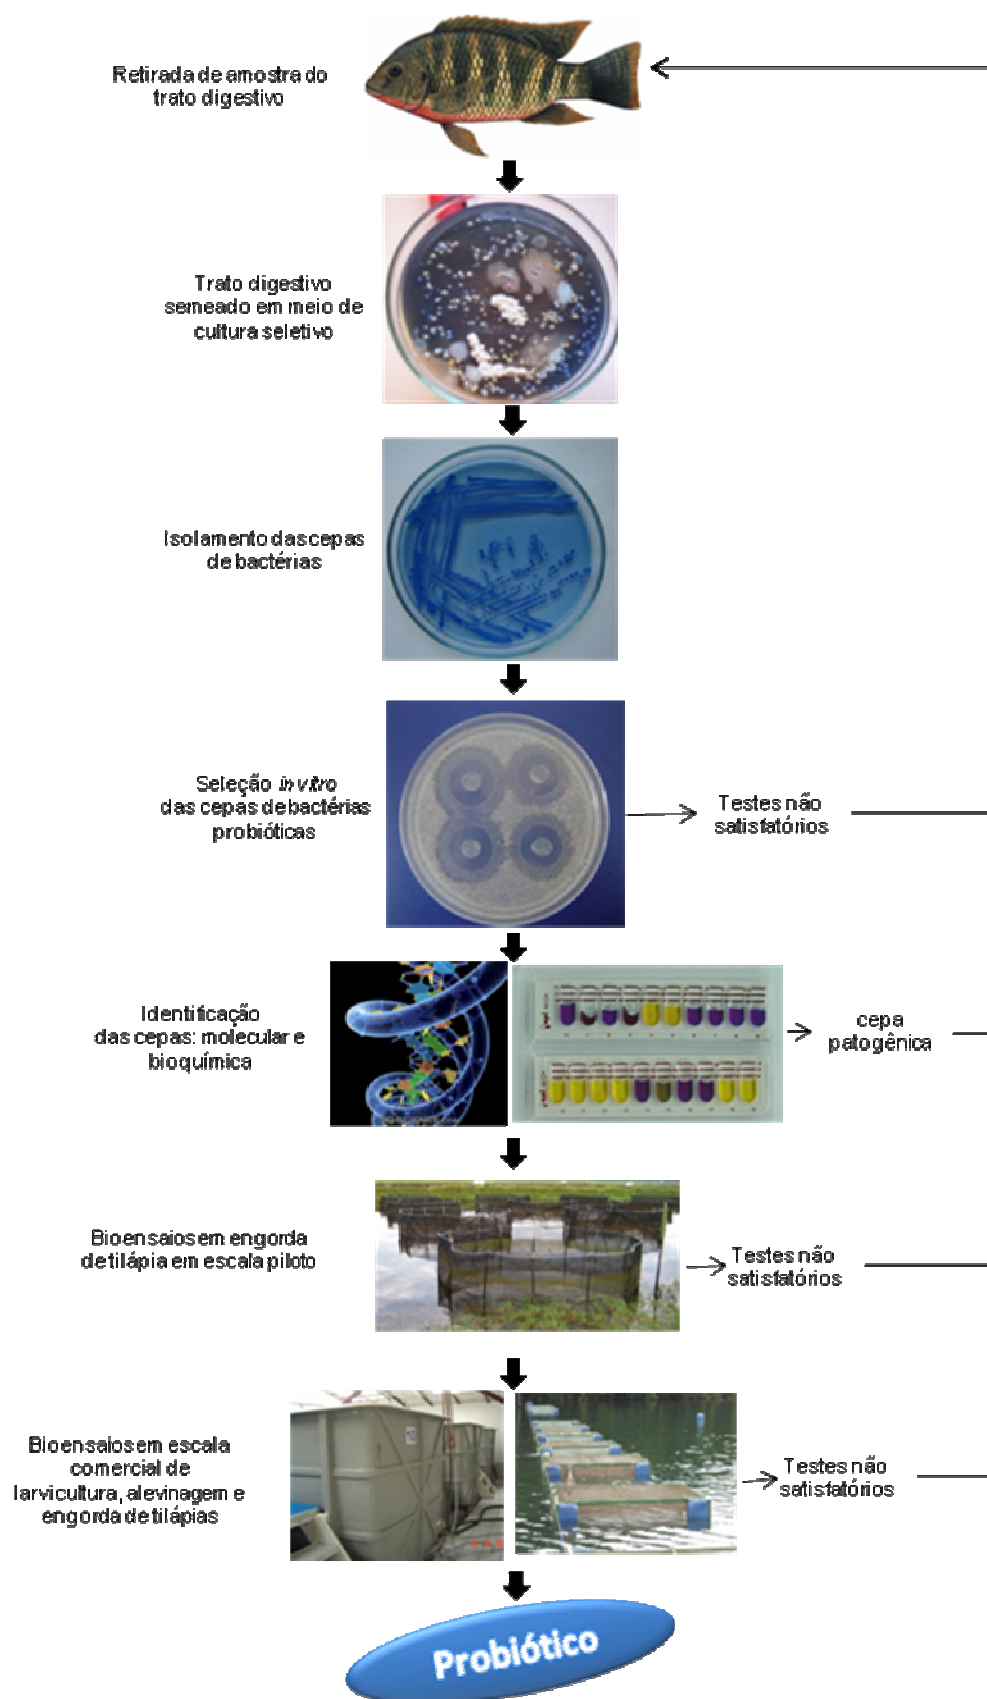 Retirada de amostra do
trato digestivo
Trato digestivo
semeado em meio de
cultura seletivo
Isolamento das cepas
de bactérias
Seleção in vitro
das cepas de bactérias
probióticas
Testes não
satisfatórios
Identificação
das cepas: molecular e
bioquímica
cepa
patogênica
Bioensaios em engorda
de tilápia em escala piloto
Testes não
satisfatórios
Bioensaios em escala
comercial de
larvicultura, alevinagem e
engorda de tilápias
Testes não
satisfatórios
Probiótico